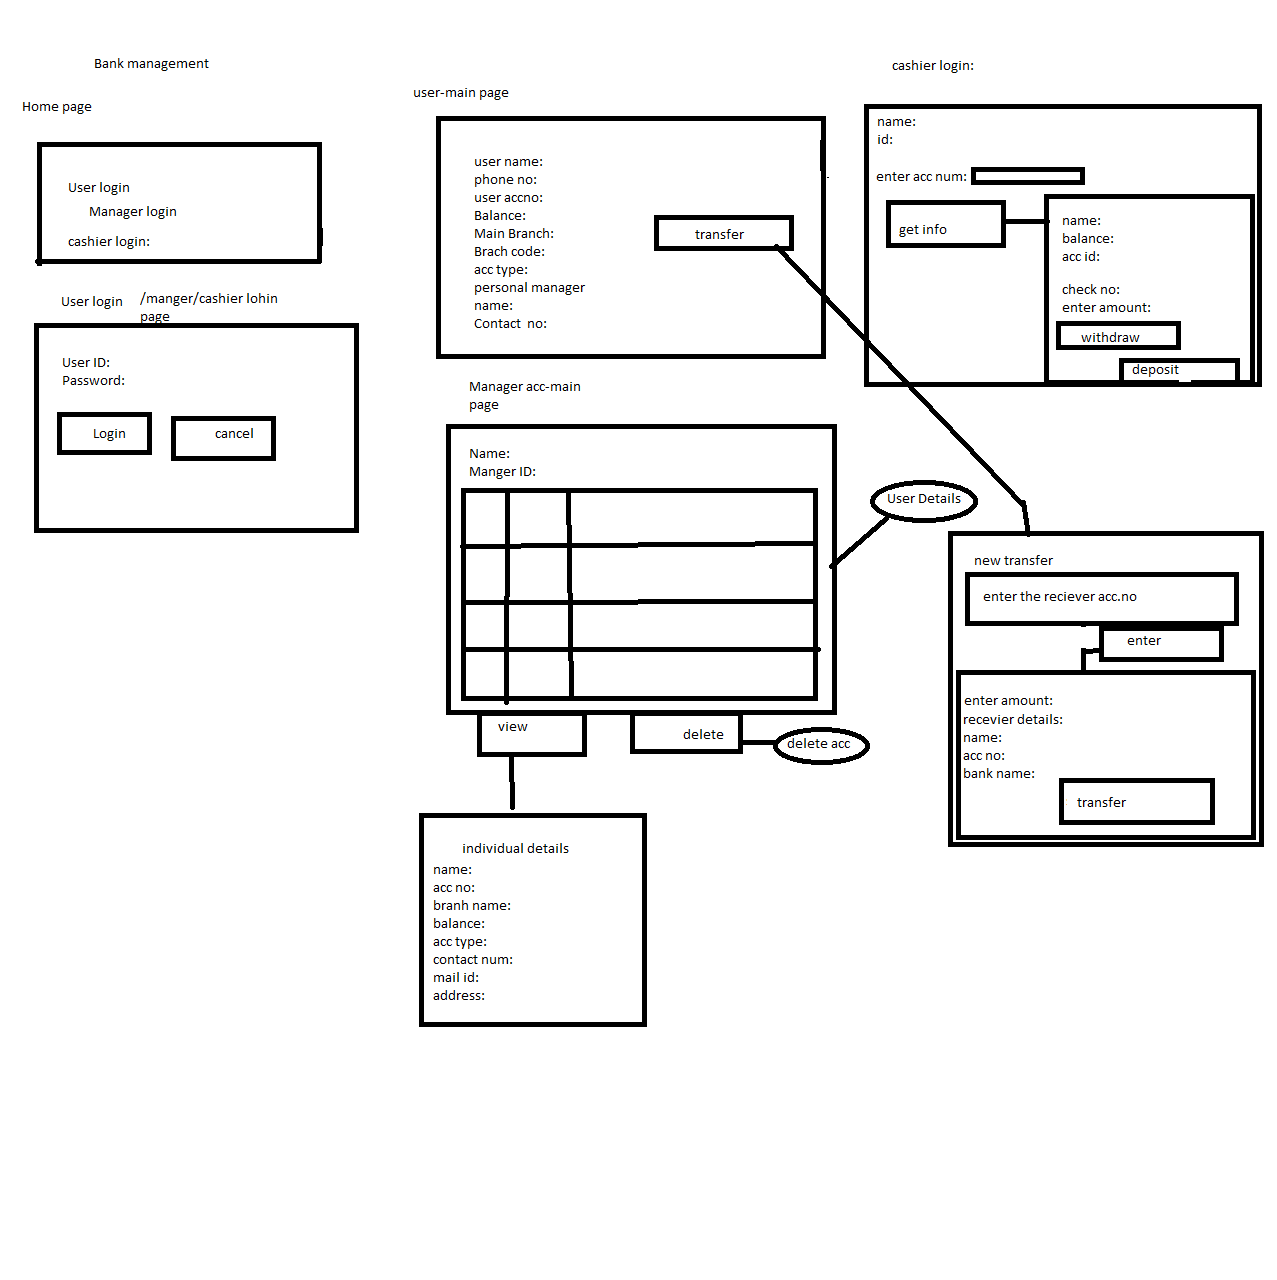 Bank management
Home page
User login
Manager login
cashier login:
User login
/manger/cashier lohin
page
User ID:
Password:
Login
cancel
user-main page
user name:
phone no:
user accno:
Balance:
Main Branch:
Brach code:
acc type:
personal manager
name:
Contact  no:
transfer
cashier login:
name:
id:
enter acc num:
get info
name:
balance:
acc id:
check no:
enter amount:
withdraw
deposit
Manager acc-main
page
Name:
Manger ID:
User Details
view
delete
delete acc
individual details
name:
acc no:
branh name:
balance:
acc type:
contact num:
mail id:
address:
new transfer
enter the reciever acc.no
enter
enter amount:
recevier details:
name:
acc no:
bank name:
transfer